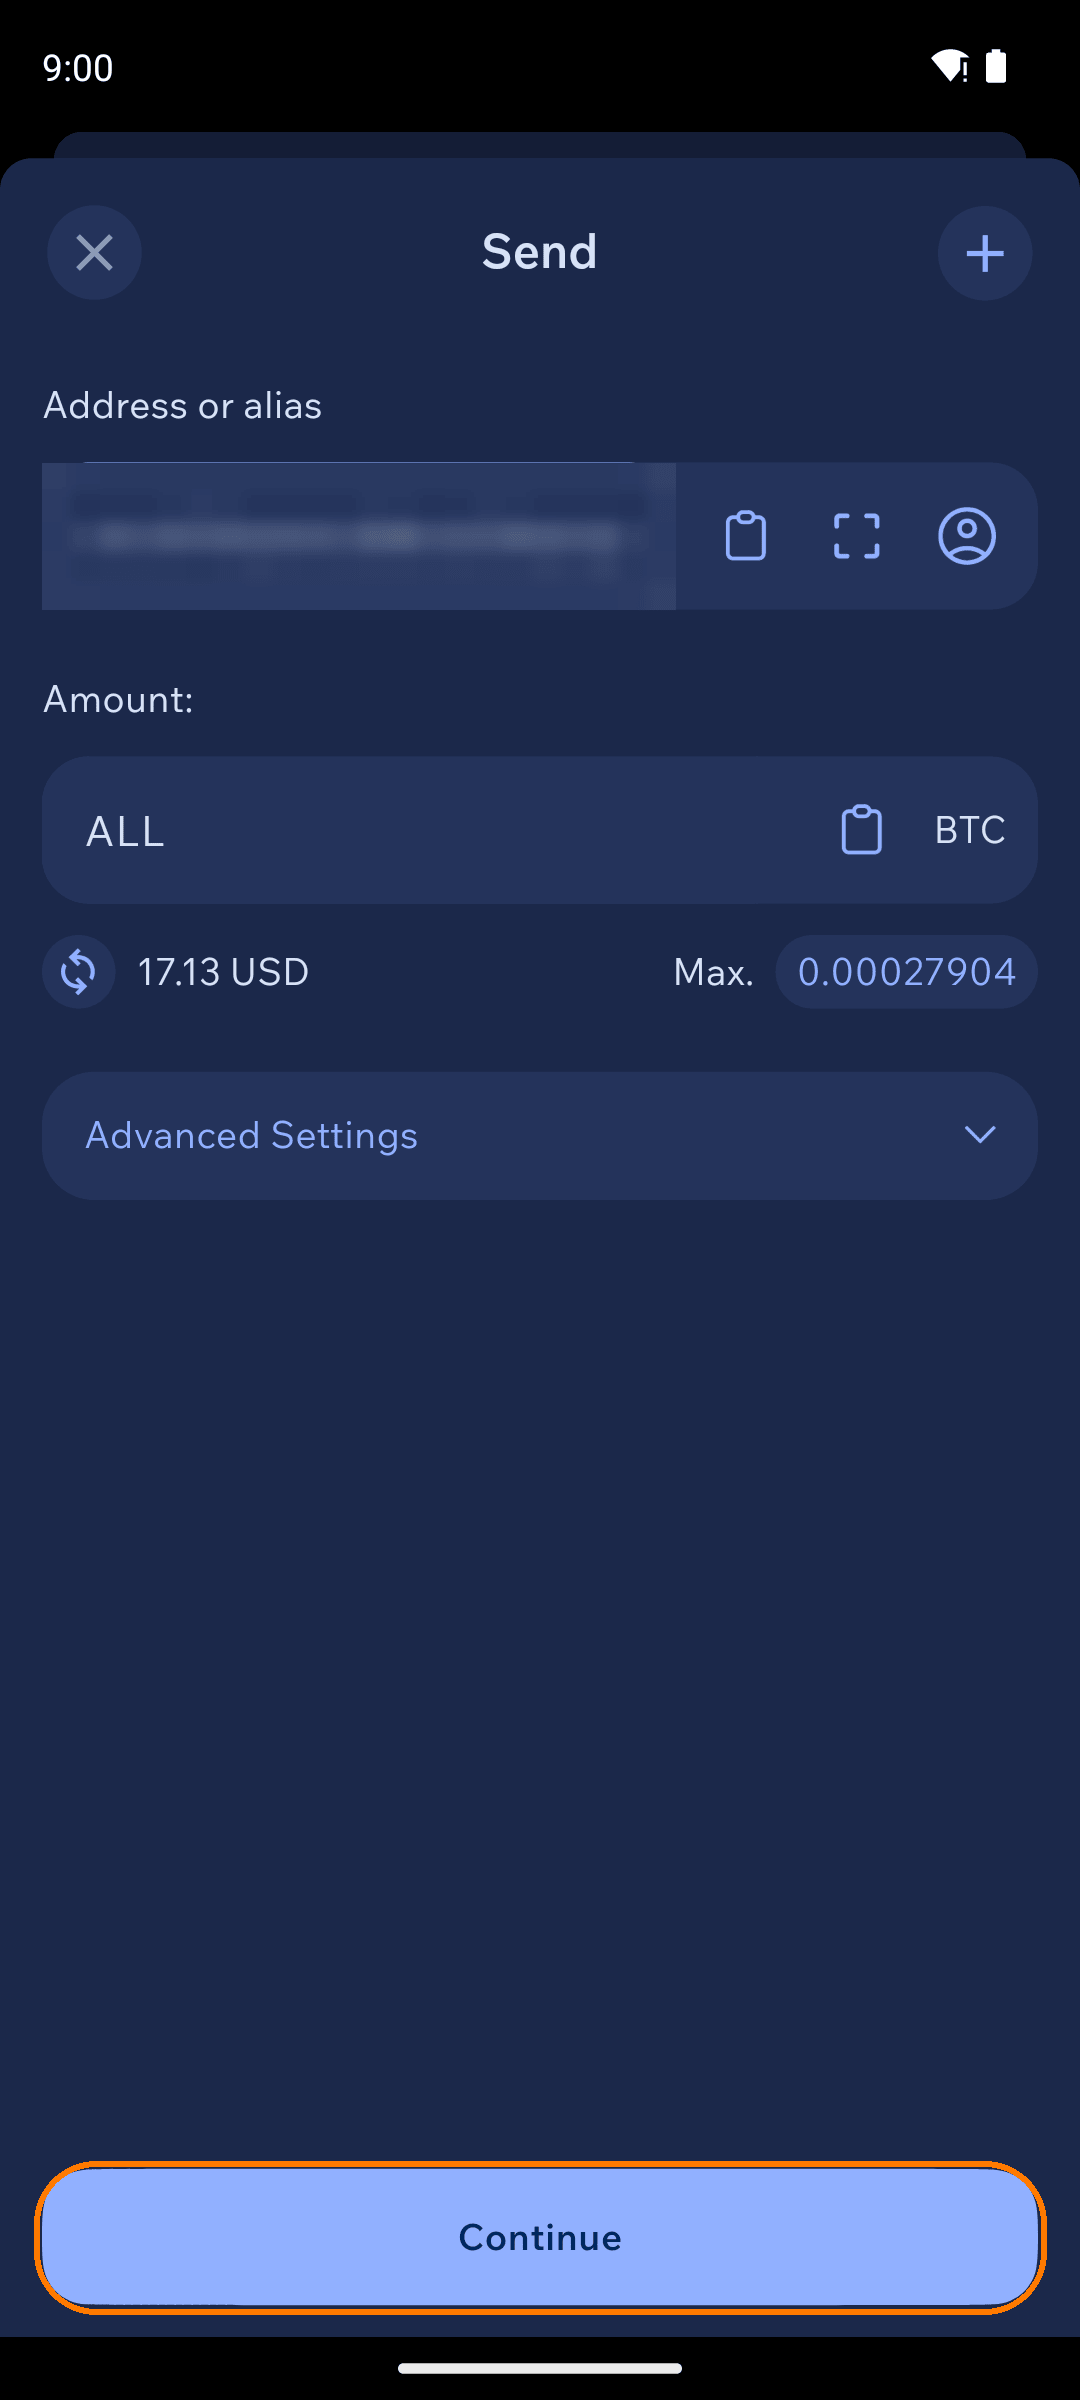 9:00
Send
Address or alias
Amount:
ALL
BTC
17.13 USD
Max. 0.00027904
Advanced Settings
Continue